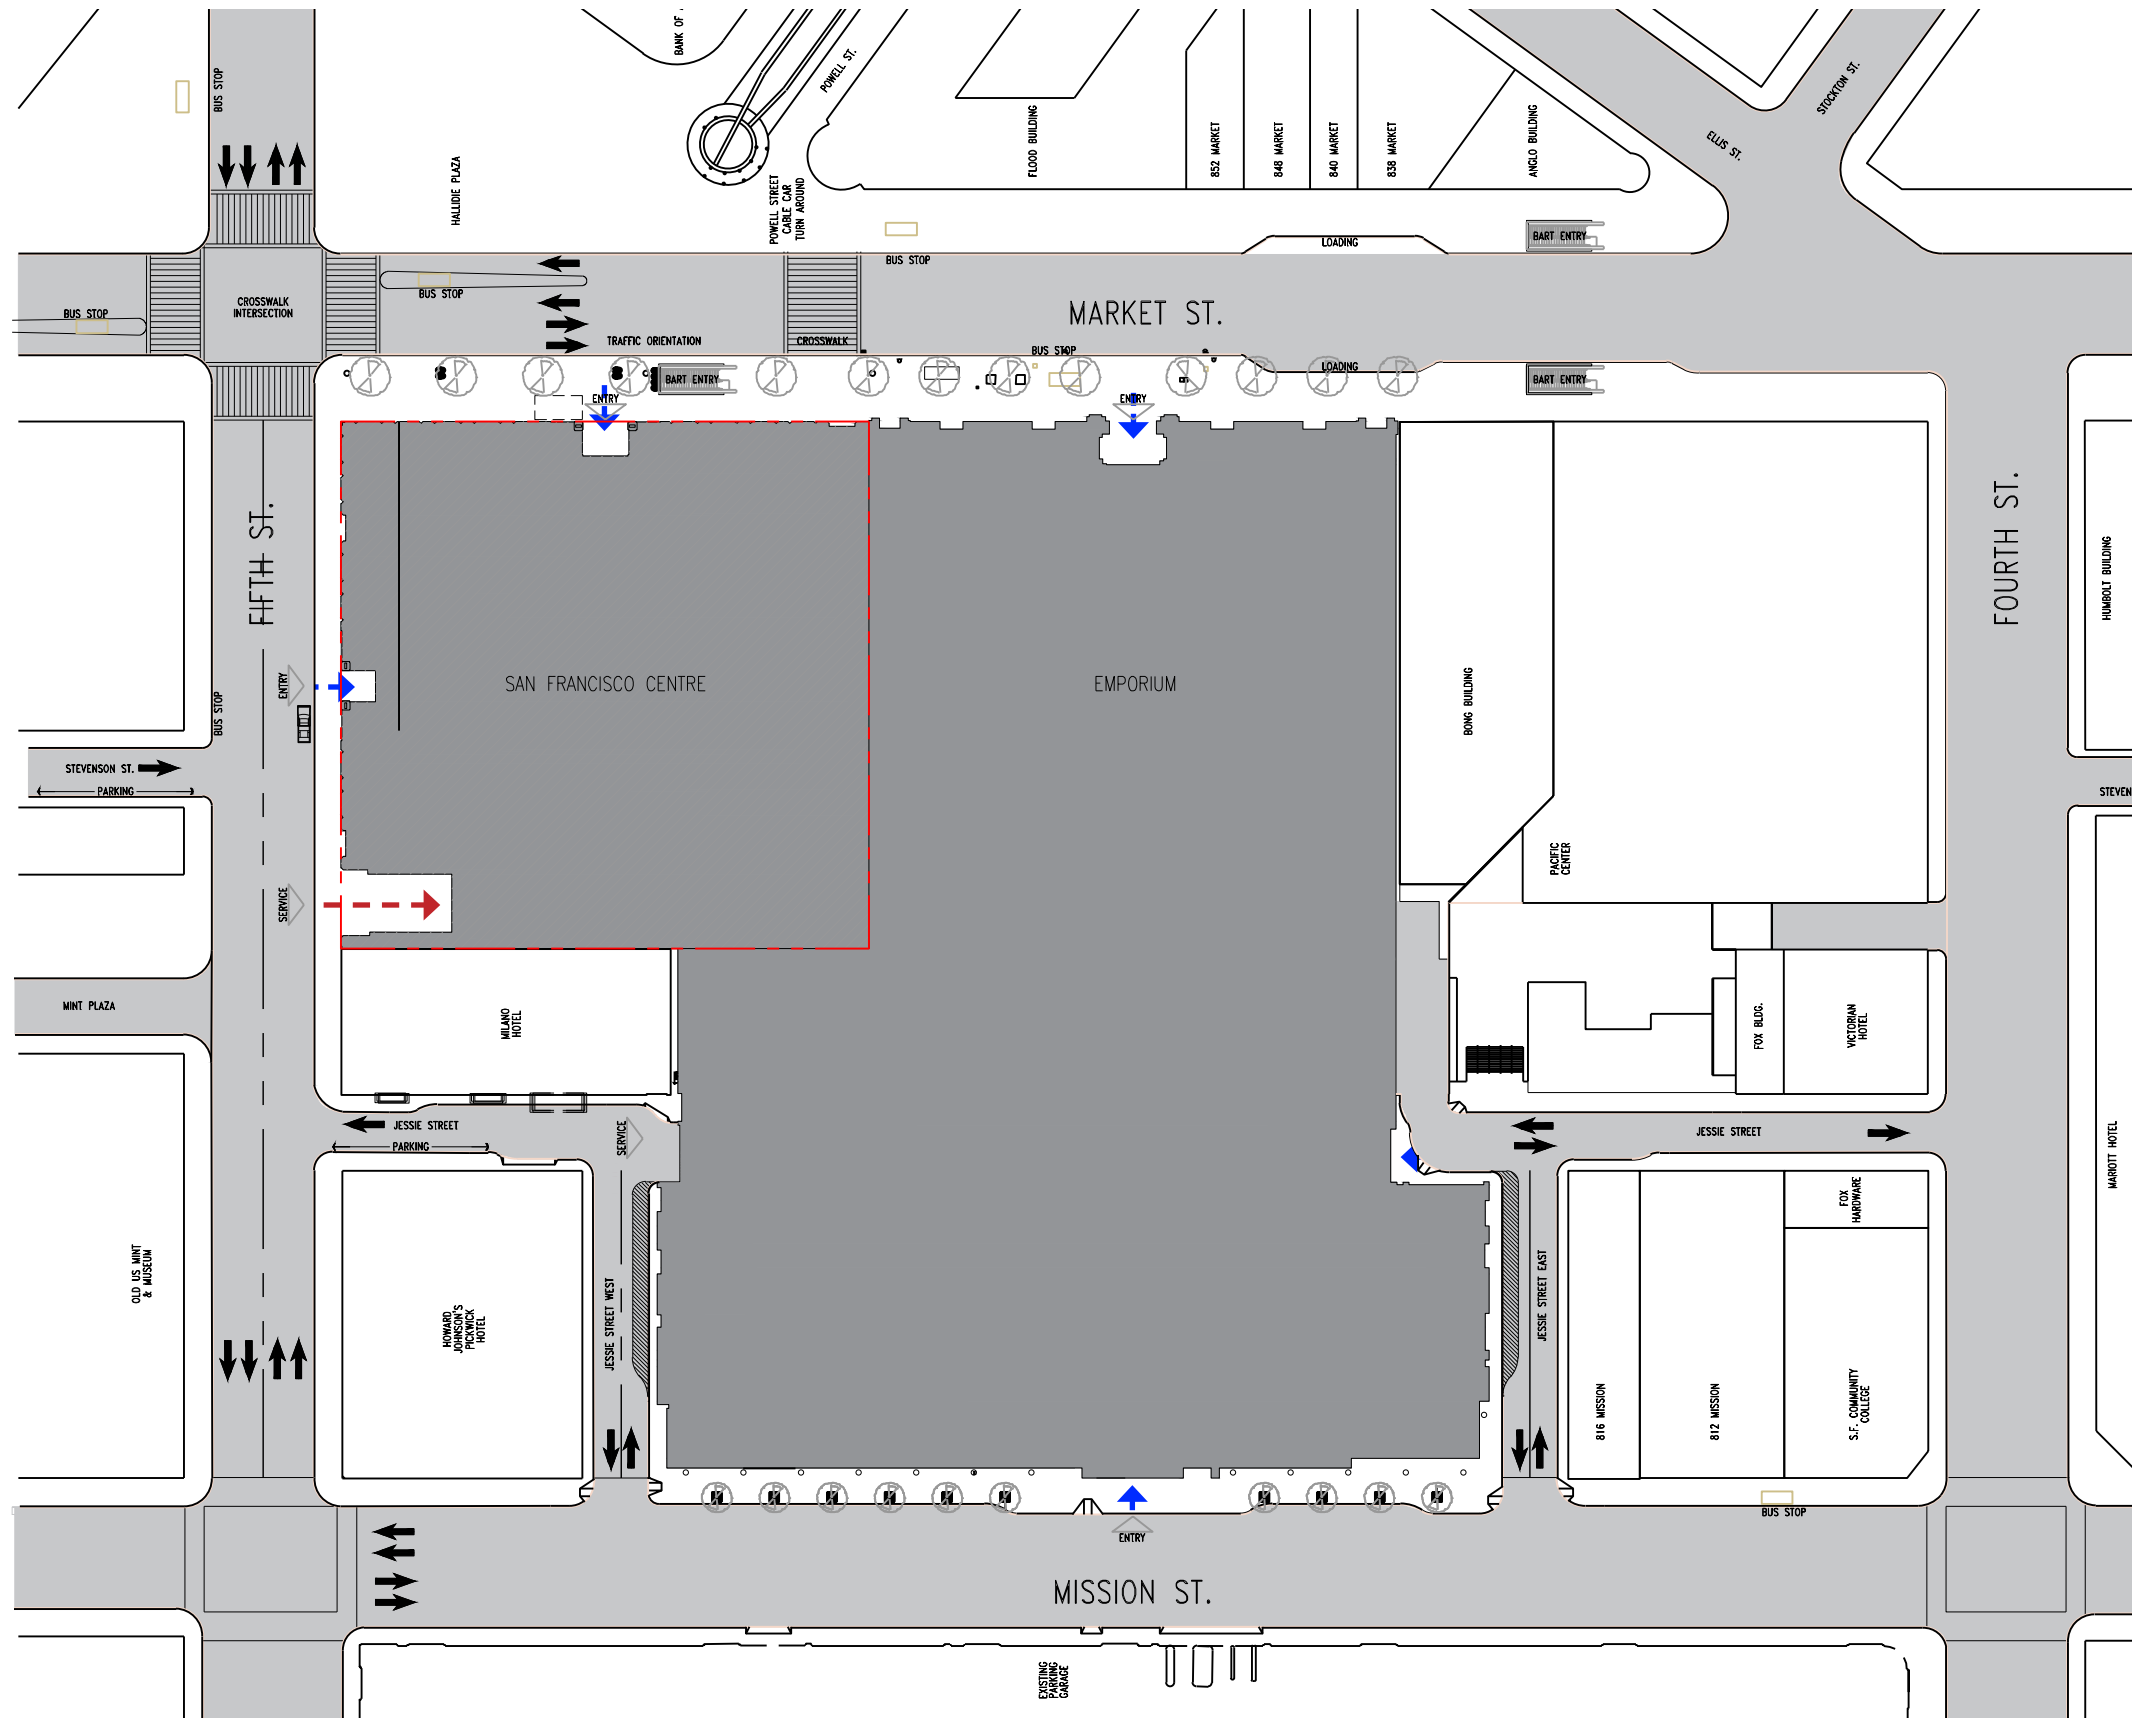 BUS STOP
BANK OF
POWELL ST.
STOCKTON ST.
ELLIS ST.
HALLIDIE PLAZA
FLOOD BUILDING
852 MARKET
848 MARKET
840 MARKET
838 MARKET
ANGLO BUILDING
POWELL STREET
CABLE CAR
TURN AROUND
BART ENTRY
LOADING
BUS STOP
BUS STOP
BUS STOP
CROSSWALK
INTERSECTION
MARKET ST.
TRAFFIC ORIENTATION
CROSSWALK
BUS STOP
LOADING
BART ENTRY
BART ENTRY
ENTRY
ENTRY
FIFTH ST.
FOURTH ST.
HUMBOLT BUILDING
SAN FRANCISCO CENTRE
EMPORIUM
BONG BUILDING
ENTRY
BUS STOP
STEVENSON ST.
PARKING
STEVEN
PACIFIC
CENTER
SERVICE
MINT PLAZA
MILANO
HOTEL
FOX BLDG.
VICTORIAN
HOTEL
JESSIE STREET
PARKING
SERVICE
JESSIE STREET
MARIOTT HOTEL
FOX
HARDWARE
OLD US MINT
& MUSEUM
HOWARD
JOHNSON'S
PICKWICK
HOTEL
JESSIE STREET WEST
JESSIE STREET EAST
816 MISSION
812 MISSION
S.F. COMMUNITY
COLLEGE
BUS STOP
ENTRY
MISSION ST.
EXISTING
PARKING
GARAGE